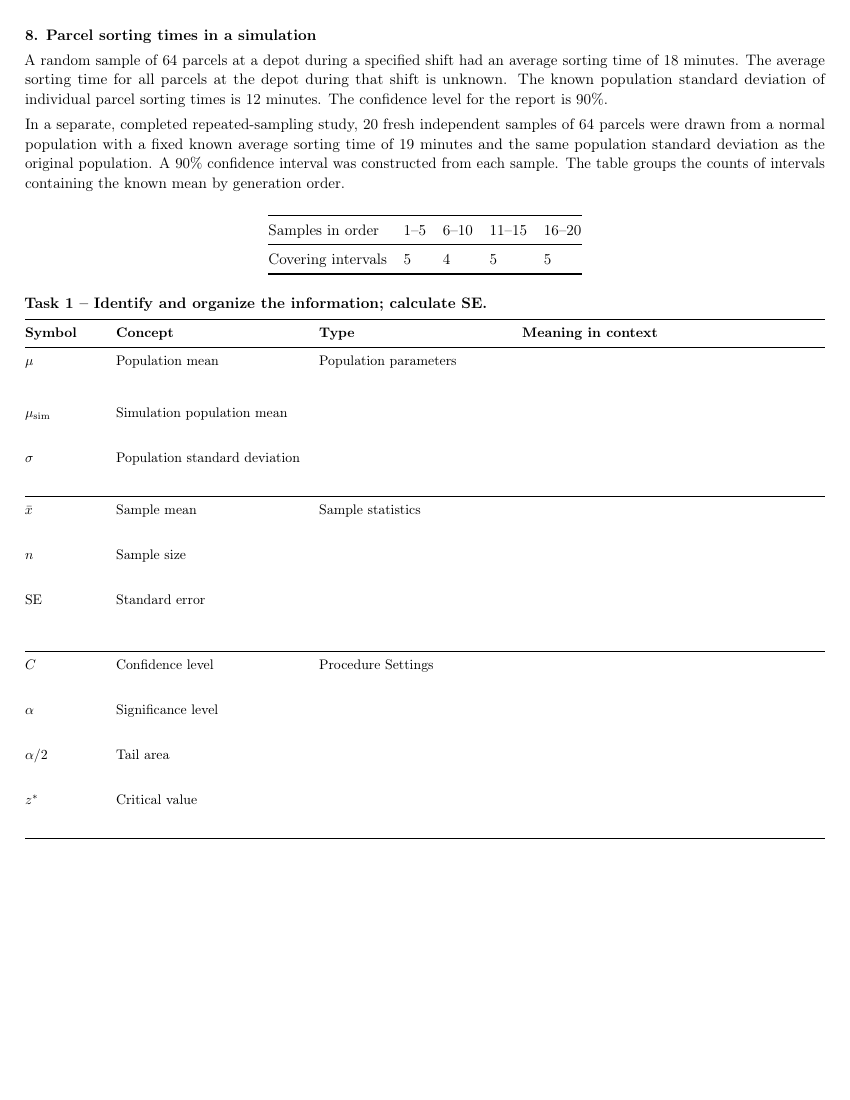 8. Parcel sorting times in a simulation
A random sample of 64 parcels at a depot during a specified shift had an average sorting time of 18 minutes. The average
sorting time for all parcels at the depot during that shift is unknown. The known population standard deviation of
individual parcel sorting times is 12 minutes. The confidence level for the report is 90%.
In a separate, completed repeated-sampling study, 20 fresh independent samples of 64 parcels were drawn from a normal
population with a fixed known average sorting time of 19 minutes and the same population standard deviation as the
original population. A 90% confidence interval was constructed from each sample. The table groups the counts of intervals
containing the known mean by generation order.
Samples in order 1–5 6–10 11–15 16–20
Covering intervals 5 4 5 5
Task 1 – Identify and organize the information; calculate SE.
Symbol Concept Type Meaning in context
μ Population mean Population parameters
μsim Simulation population mean
σ Population standard deviation
x̄ Sample mean Sample statistics
n Sample size
SE Standard error
C Confidence level Procedure Settings
α Significance level
α/2 Tail area
z* Critical value